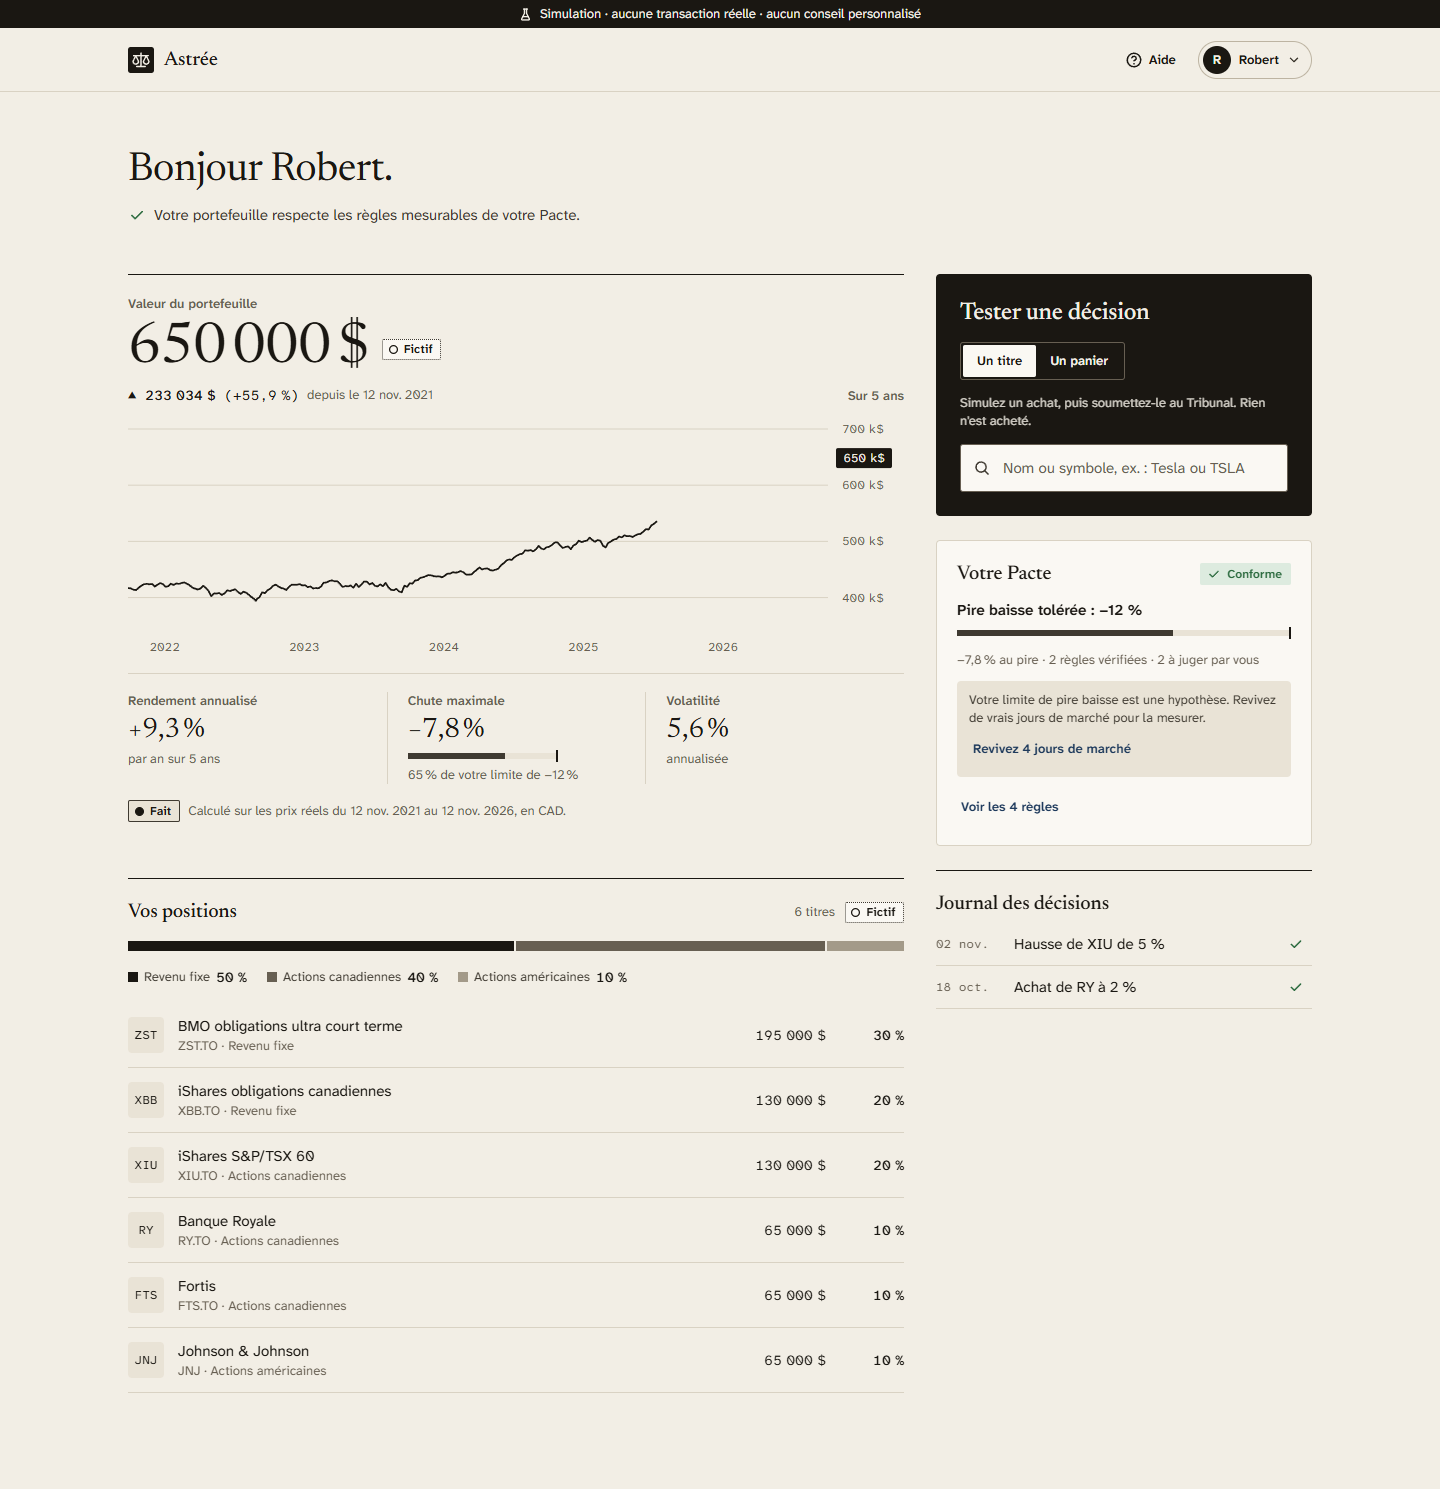 Simulation · aucune transaction réelle · aucun conseil personnalisé
Astrée
Aide
R Robert
Bonjour Robert.
Votre portefeuille respecte les règles mesurables de votre Pacte.
Valeur du portefeuille
650 000 $ Fictif
▲ 233 034 $ (+55,9 %) depuis le 12 nov. 2021
Sur 5 ans
700 k$
650 k$
600 k$
500 k$
400 k$
2022 2023 2024 2025 2026
Rendement annualisé
+9,3 %
par an sur 5 ans
Chute maximale
−7,8 %
65 % de votre limite de −12 %
Volatilité
5,6 %
annualisée
Fait Calculé sur les prix réels du 12 nov. 2021 au 12 nov. 2026, en CAD.
Vos positions
6 titres Fictif
Revenu fixe 50 % Actions canadiennes 40 % Actions américaines 10 %
ZST BMO obligations ultra court terme 195 000 $ 30 %
ZST.TO · Revenu fixe
XBB iShares obligations canadiennes 130 000 $ 20 %
XBB.TO · Revenu fixe
XIU iShares S&P/TSX 60 130 000 $ 20 %
XIU.TO · Actions canadiennes
RY Banque Royale 65 000 $ 10 %
RY.TO · Actions canadiennes
FTS Fortis 65 000 $ 10 %
FTS.TO · Actions canadiennes
JNJ Johnson & Johnson 65 000 $ 10 %
JNJ · Actions américaines
Tester une décision
Un titre Un panier
Simulez un achat, puis soumettez-le au Tribunal. Rien
n'est acheté.
Nom ou symbole, ex. : Tesla ou TSLA
Votre Pacte
Conforme
Pire baisse tolérée : −12 %
−7,8 % au pire · 2 règles vérifiées · 2 à juger par vous
Votre limite de pire baisse est une hypothèse. Revivez
de vrais jours de marché pour la mesurer.
Revivez 4 jours de marché
Voir les 4 règles
Journal des décisions
02 nov. Hausse de XIU de 5 %
18 oct. Achat de RY à 2 %